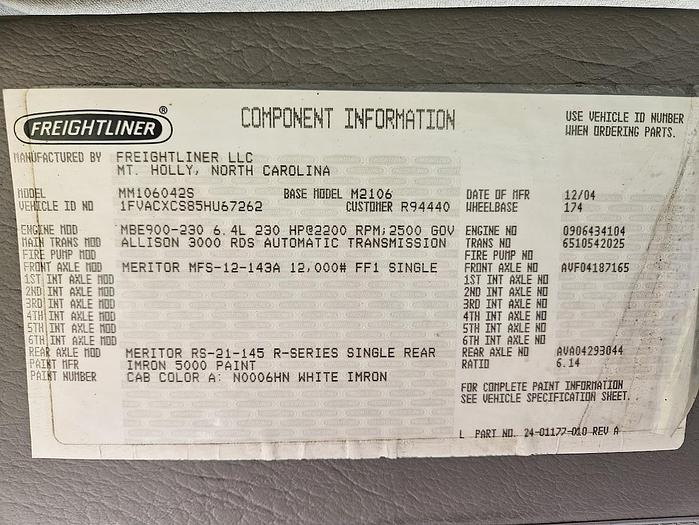 FREIGHTLINER®
COMPONENT INFORMATION
USE VEHICLE ID NUMBER
WHEN ORDERING PARTS.
MANUFACTURED BY FREIGHTLINER LLC
MT. HOLLY, NORTH CAROLINA
MODEL MM106042S BASE MODEL M2106 DATE OF MFR 12/04
VEHICLE ID NO 1FVACXCS85HU67262 CUSTOMER R94440 WHEELBASE 174
ENGINE MOD MBE900-230 6.4L 230 HP@2200 RPM;2500 GOV ENGINE NO 0906434104
MAIN TRANS MOD ALLISON 3000 RDS AUTOMATIC TRANSMISSION TRANS NO 6510542025
FIRE PUMP MOD FIRE PUMP NO
FRONT AXLE MOD MERITOR MFS-12-143A 12,000# FF1 SINGLE FRONT AXLE NO AVF04187165
1ST INT AXLE MOD 1ST INT AXLE NO
2ND INT AXLE MOD 2ND INT AXLE NO
3RD INT AXLE MOD 3RD INT AXLE NO
4TH INT AXLE MOD 4TH INT AXLE NO
5TH INT AXLE MOD 5TH INT AXLE NO
6TH INT AXLE MOD 6TH INT AXLE NO
REAR AXLE MOD MERITOR RS-21-145 R-SERIES SINGLE REAR REAR AXLE NO AVA04293044
PAINT MFR IMRON 5000 PAINT RATIO 6.14
PAINT NUMBER CAB COLOR A: N0006HN WHITE IMRON
FOR COMPLETE PAINT INFORMATION
SEE VEHICLE SPECIFICATION SHEET.
L PART NO. 24-01177-010 REV A